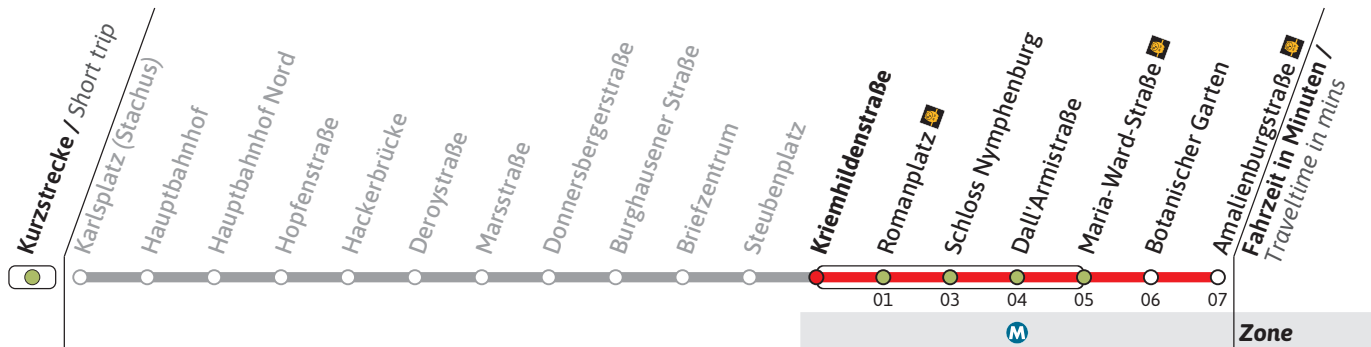 Kurzstrecke / Short trip
Karlsplatz (Stachus)
Hauptbahnhof
Hauptbahnhof Nord
Hopfenstraße
Hackerbrücke
Deroystraße
Marsstraße
Donnersbergerstraße
Burghausener Straße
Briefzentrum
Steubenplatz
Kriemhildenstraße
Romanplatz
Schloss Nymphenburg
Dall'Armistraße
Maria-Ward-Straße
Botanischer Garten
Amalienburgstraße
Fahrzeit in Minuten /
Traveltime in mins
01 03 04 05 06 07
M Zone